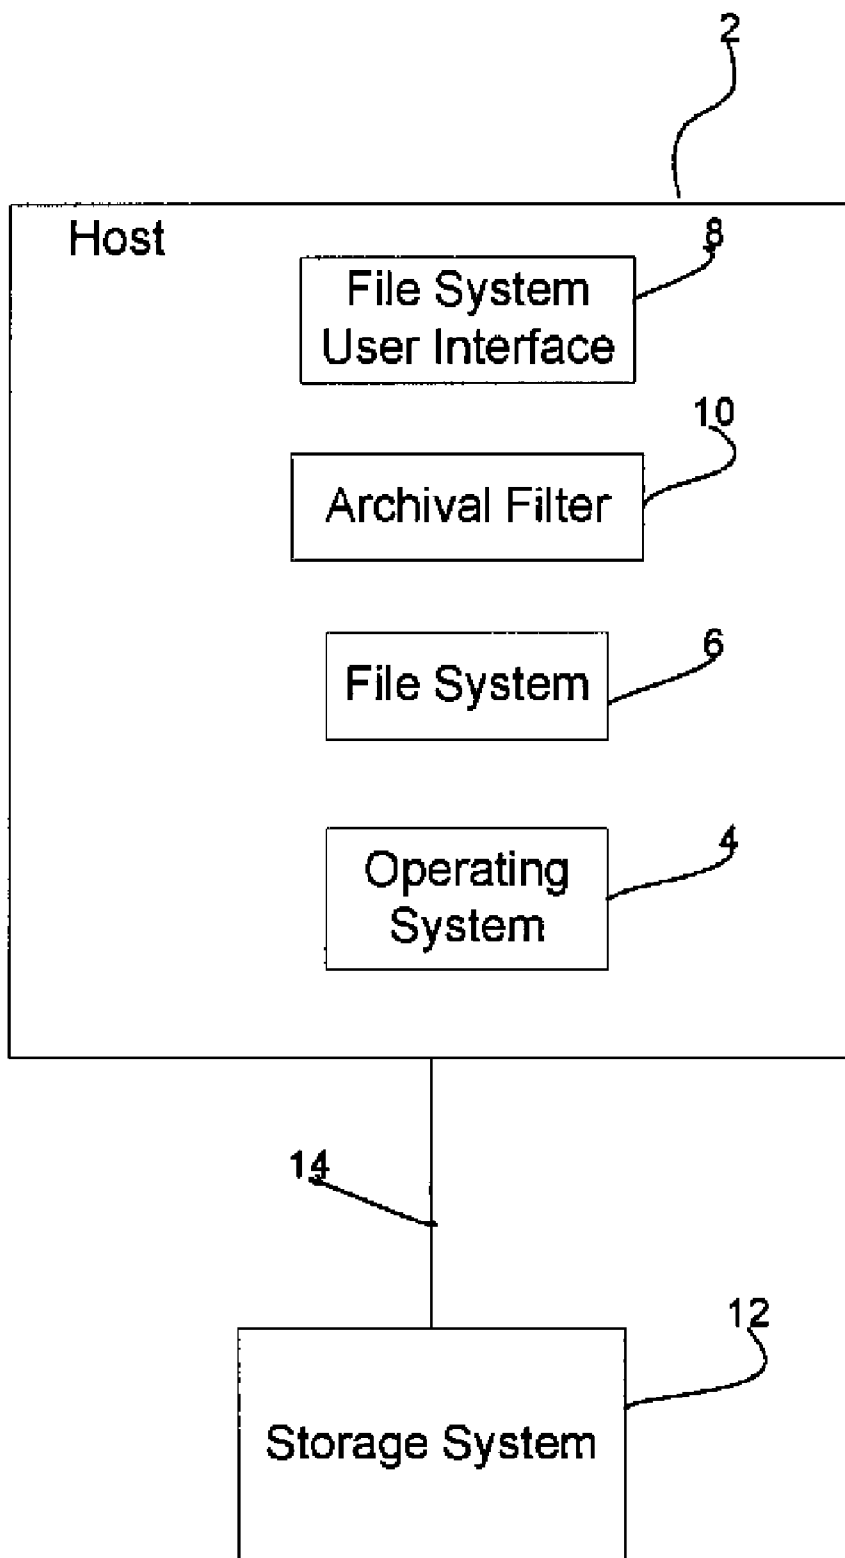 2
Host
8
File System
User Interface
10
Archival Filter
6
File System
4
Operating
System
14
12
Storage System